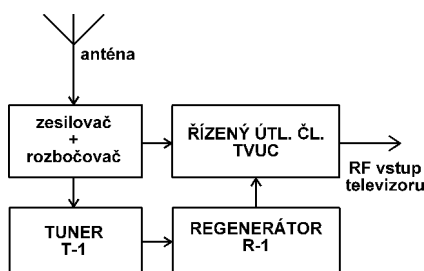 anténa
zesilovač
+
rozbočovač
ŘÍZENÝ ÚTL. ČL.
TVUC
RF vstup
televizoru
TUNER
T-1
REGENERÁTOR
R-1